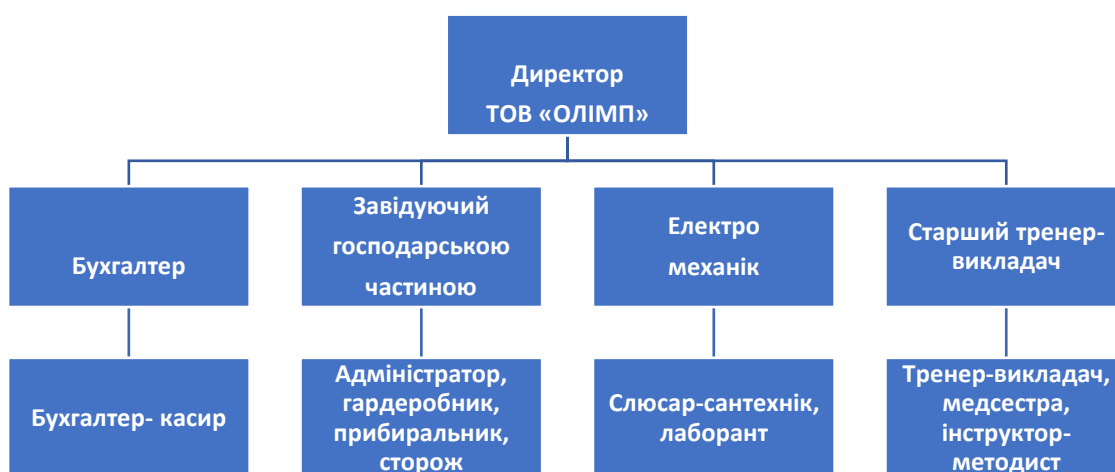 Директор
ТОВ «ОЛІМП»
Бухгалтер
Завідуючий
господарською
частиною
Електро
механік
Старший тренер-
викладач
Бухгалтер- касир
Адміністратор,
гардеробник,
прибиральник,
сторож
Слюсар-сантехнік,
лаборант
Тренер-викладач,
медсестра,
інструктор-
методист